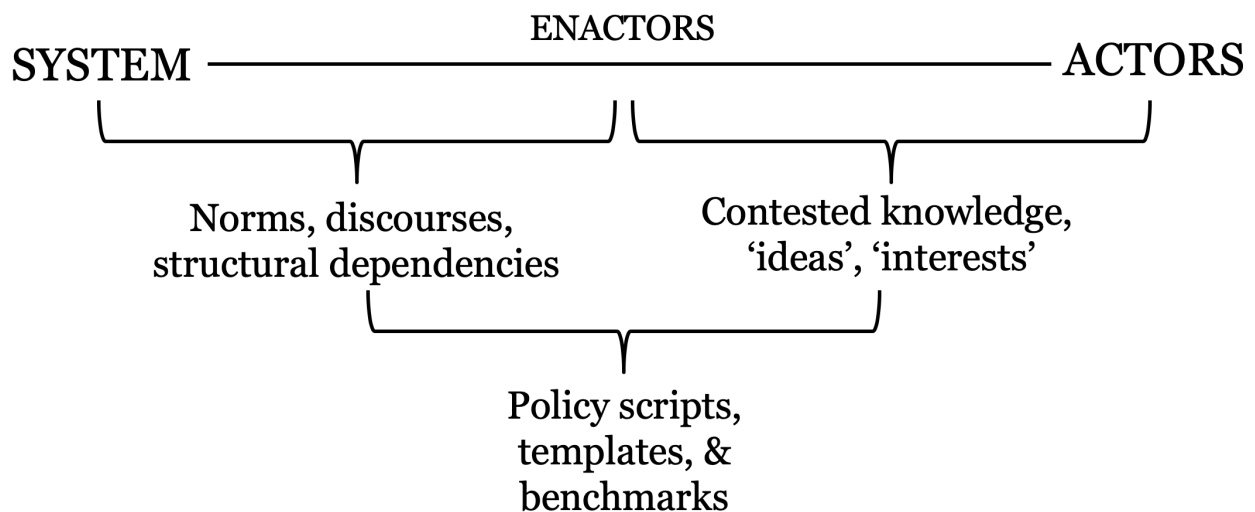 ENACTORS
SYSTEM
ACTORS
Norms, discourses,
structural dependencies
Contested knowledge,
‘ideas’, ‘interests’
Policy scripts,
templates, &
benchmarks